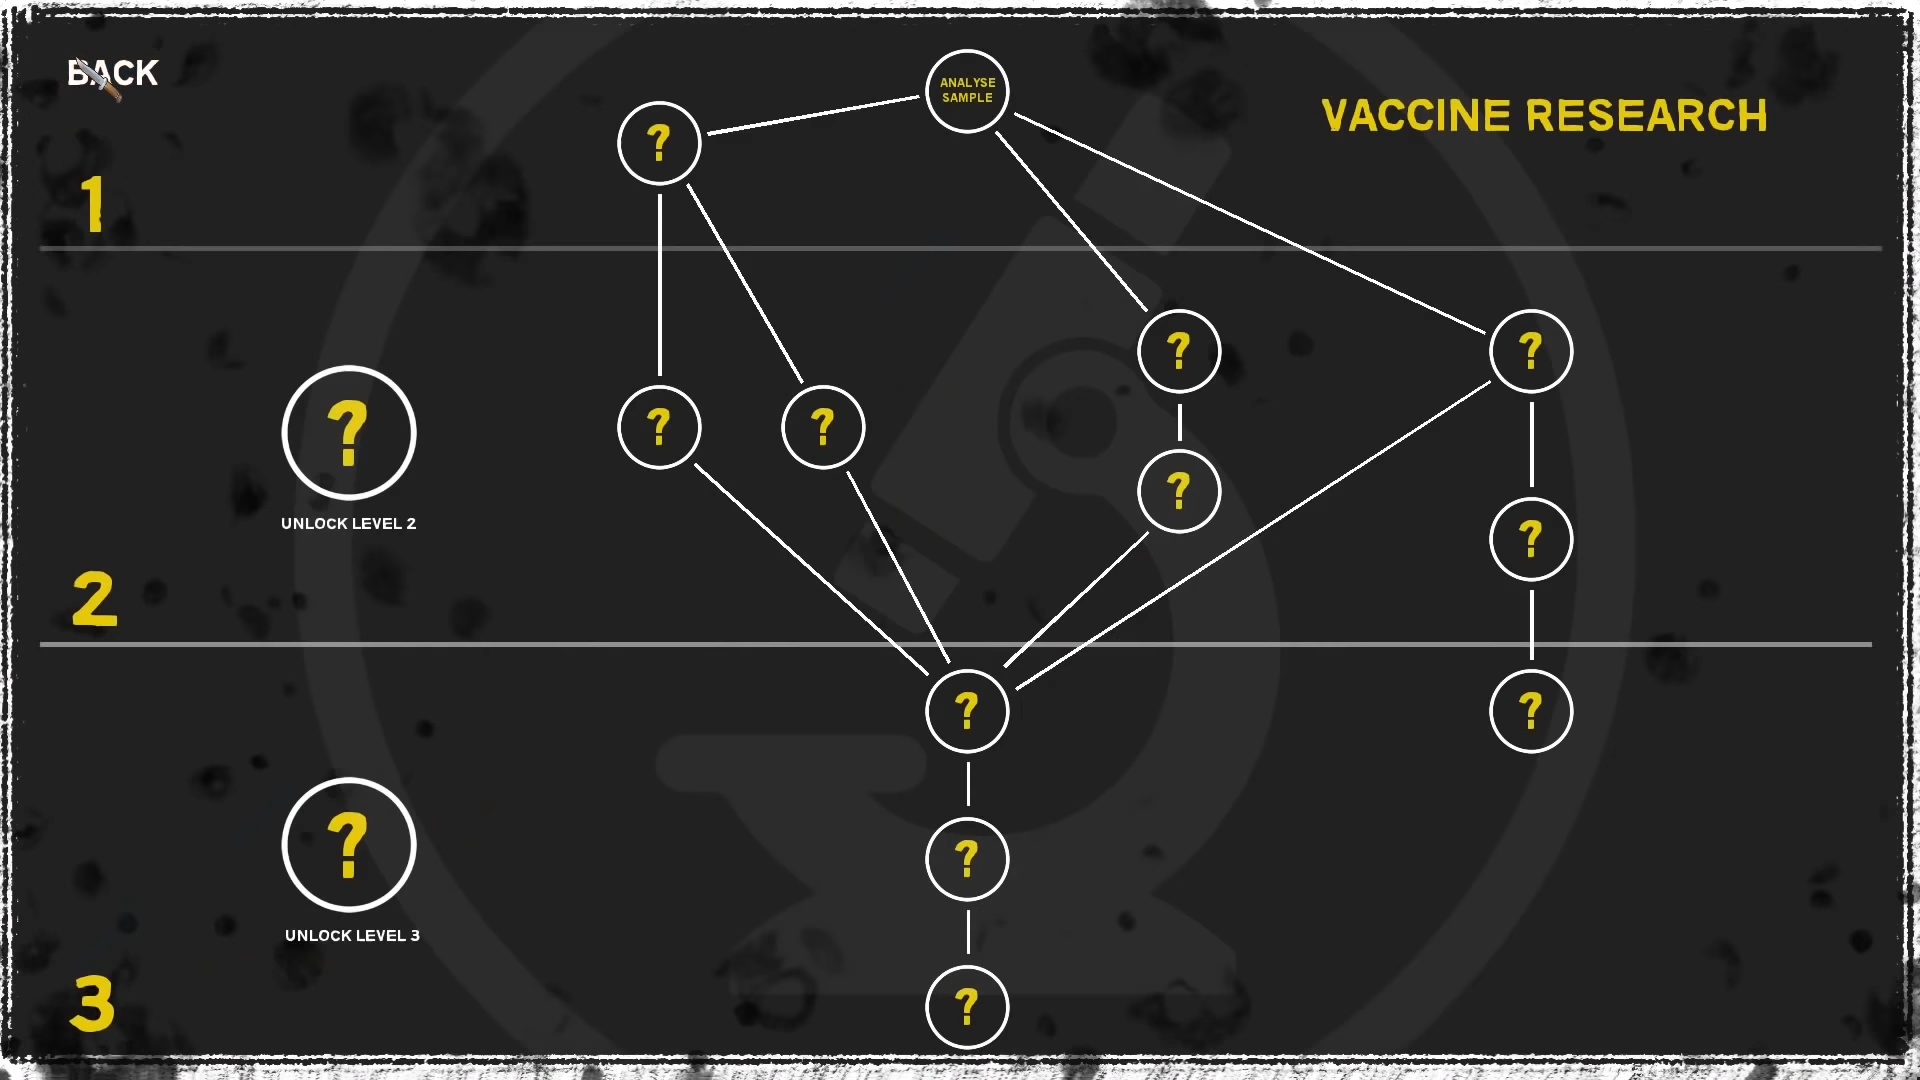 BACK
ANALYSE
SAMPLE
VACCINE RESEARCH
?
1
?
?
?
?
?
UNLOCK LEVEL 2
?
?
2
?
?
?
?
UNLOCK LEVEL 3
3
?